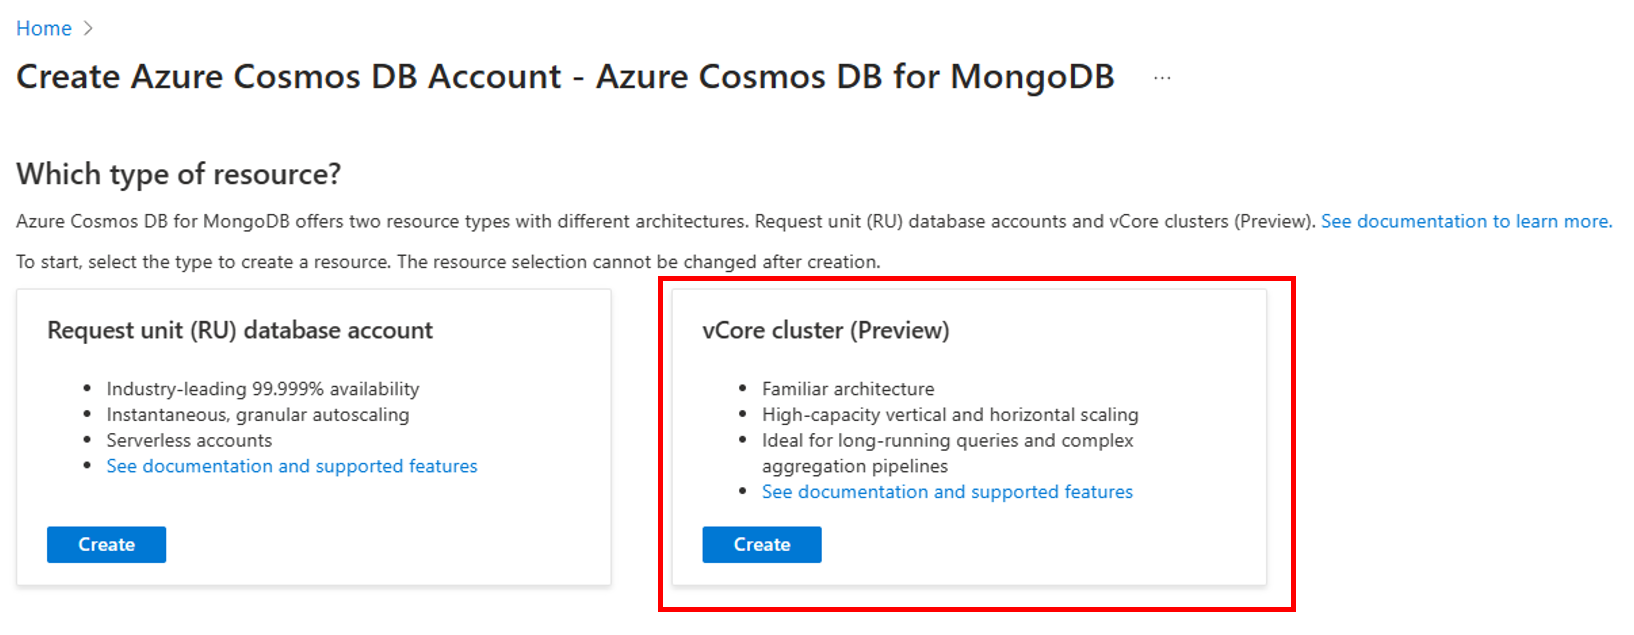 Home >
Create Azure Cosmos DB Account - Azure Cosmos DB for MongoDB ...
Which type of resource?
Azure Cosmos DB for MongoDB offers two resource types with different architectures. Request unit (RU) database accounts and vCore clusters (Preview). See documentation to learn more.
To start, select the type to create a resource. The resource selection cannot be changed after creation.
Request unit (RU) database account
• Industry-leading 99.999% availability
• Instantaneous, granular autoscaling
• Serverless accounts
• See documentation and supported features
Create
vCore cluster (Preview)
• Familiar architecture
• High-capacity vertical and horizontal scaling
• Ideal for long-running queries and complex
aggregation pipelines
• See documentation and supported features
Create